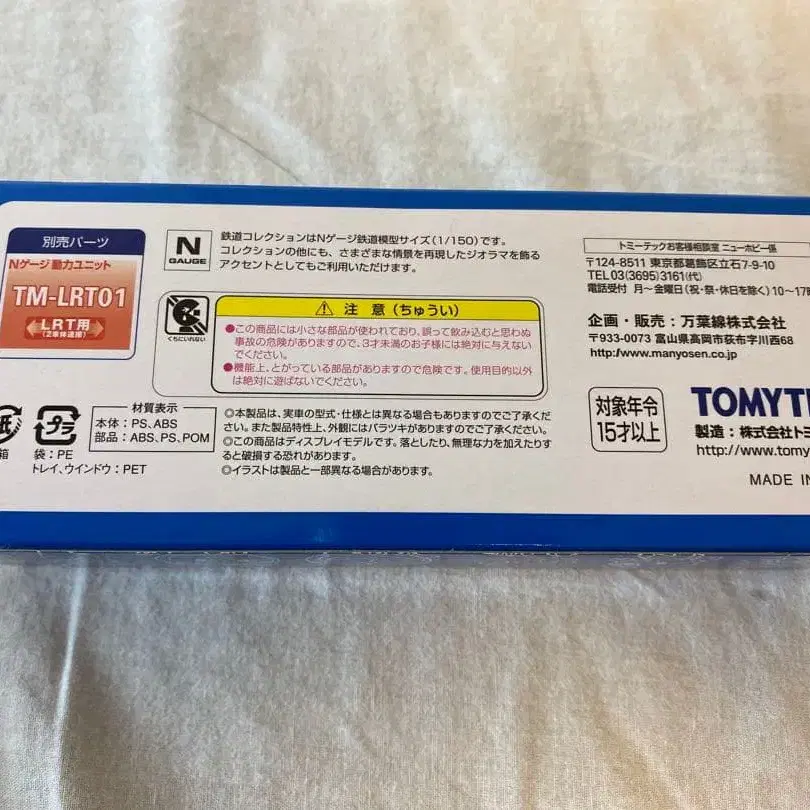 別売パーツ
Nゲージ動力ユニット
TM-LRT01
LRT用
(2車体連接)
N
GAUGE
鉄道コレクションはNゲージ鉄道模型サイズ(1/150)です。
コレクションの他にも、さまざまな情景を再現したジオラマを飾る
アクセントとしてもご利用いただけます。
くちにいれない
注意(ちゅうい)
●この商品には小さな部品が使われており、誤って飲み込むと思わぬ
事故の危険がありますので、3才未満のお子様には絶対に与えない
でください。
●機能上、とがっている部品がありますので危険です。使用目的以外
は絶対に遊ばないでください。
紙
箱
プラ
袋:PE
トレイ、ウインドウ:PET
材質表示
本体:PS、ABS
部品:ABS、PS、POM
◎本製品は、実車の型式・仕様とは異なる場合もありますのでご了承くだ
さい。また製品特性上、外観にはバラツキがありますのでご了承ください。
◎この商品はディスプレイモデルです。落としたり、無理な力を加えたりす
ると破損する恐れがあります。
◎イラストは製品と一部異なる場合があります。
トミーテックお客様相談室 ニューホビー係
〒124-8511 東京都葛飾区立石7-9-10
TEL 03(3695)3161(代)
電話受付 月〜金曜日(祝・祭・休日を除く)10〜17時
企画・販売:万葉線株式会社
〒933-0073 富山県高岡市荻布字川西68
http://www.manyosen.co.jp
対象年令
15才以上
TOMYTE
製造:株式会社トミー
http://www.tomy
MADE IN